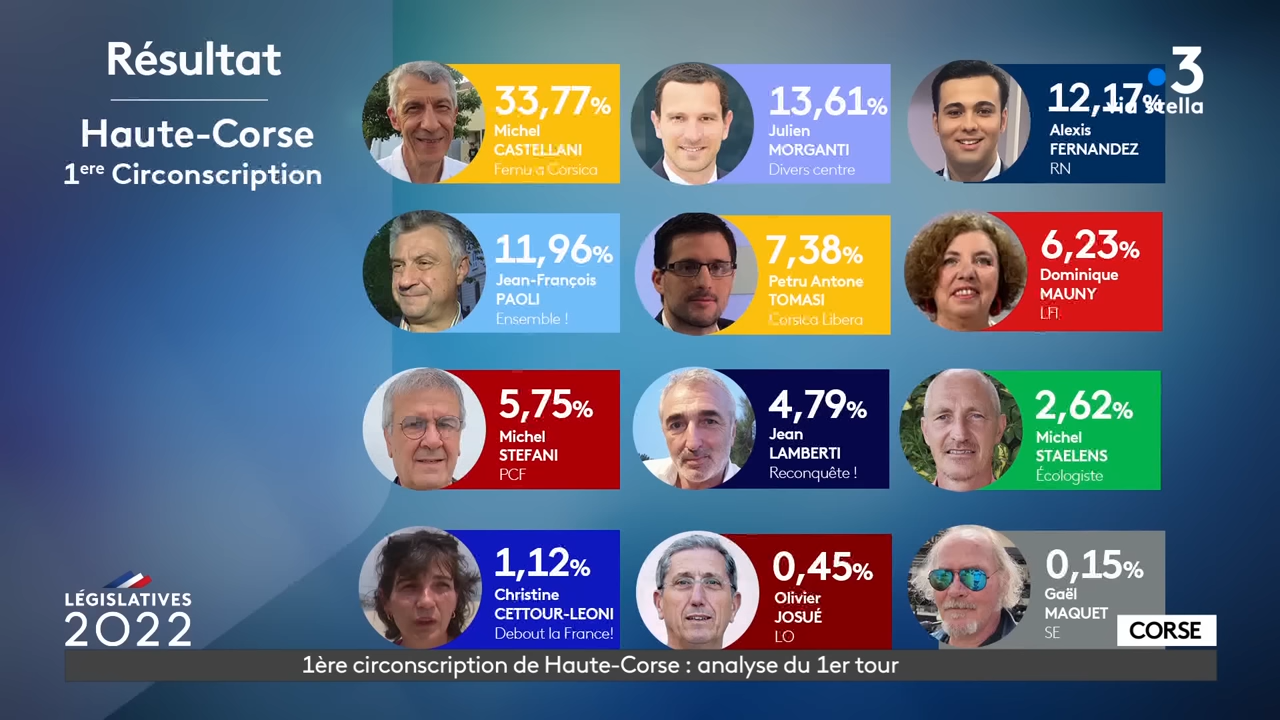 Résultat
Haute-Corse
1ere Circonscription
33,77%
Michel
CASTELLANI
Femu a Corsica
13,61%
Julien
MORGANTI
Divers centre
12,17%
Alexis
FERNANDEZ
RN
3
via stella
11,96%
Jean-François
PAOLI
Ensemble !
7,38%
Petru Antone
TOMASI
Corsica Libera
6,23%
Dominique
MAUNY
LFI
5,75%
Michel
STEFANI
PCF
4,79%
Jean
LAMBERTI
Reconquête !
2,62%
Michel
STAELENS
Écologiste
1,12%
Christine
CETTOUR-LEONI
Debout la France!
0,45%
Olivier
JOSUÉ
LO
0,15%
Gaël
MAQUET
SE
LÉGISLATIVES
2022
CORSE
1ère circonscription de Haute-Corse : analyse du 1er tour